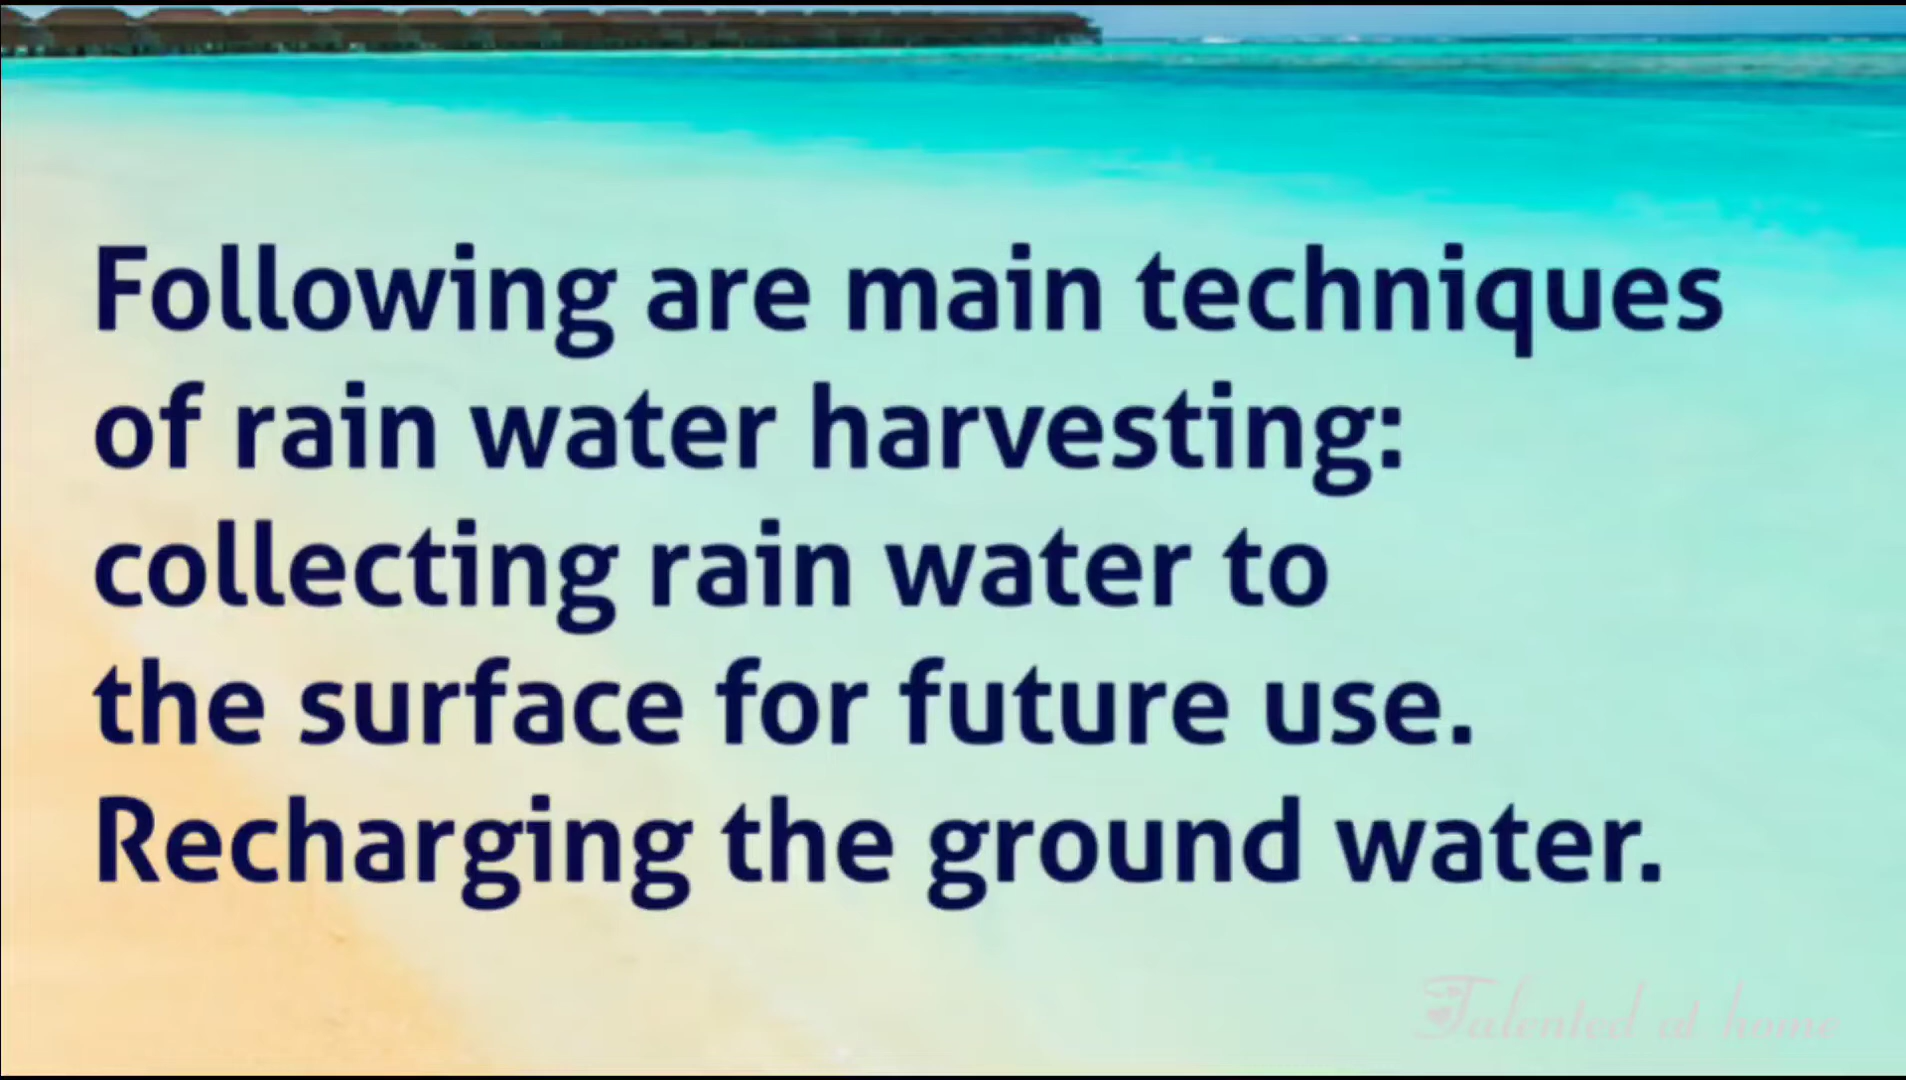 Following are main techniques
of rain water harvesting:
collecting rain water to
the surface for future use.
Recharging the ground water.
Talented at home